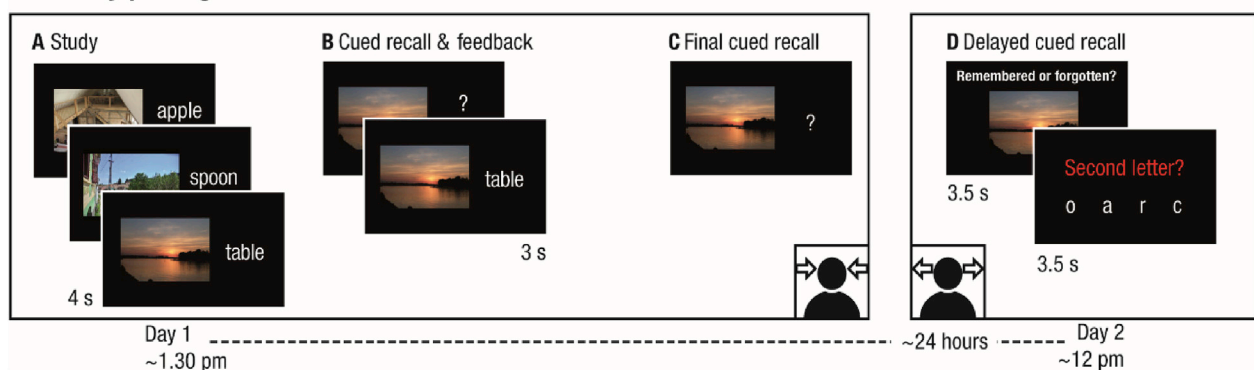 A Study
apple
spoon
table
4 s
B Cued recall & feedback
?
table
3 s
C Final cued recall
?
D Delayed cued recall
Remembered or forgotten?
3.5 s
Second letter?
o a r c
3.5 s
Day 1
~1.30 pm
~24 hours
Day 2
~12 pm